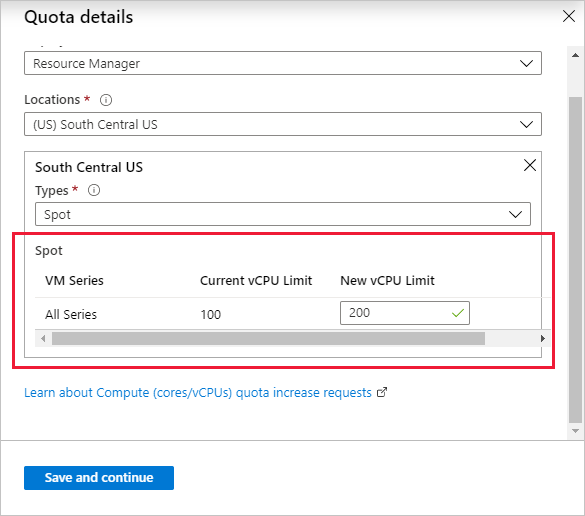 Quota details
Resource Manager
Locations *
(US) South Central US
South Central US
Types *
Spot
Spot
VM Series Current vCPU Limit New vCPU Limit
All Series 100 200
Learn about Compute (cores/vCPUs) quota increase requests
Save and continue